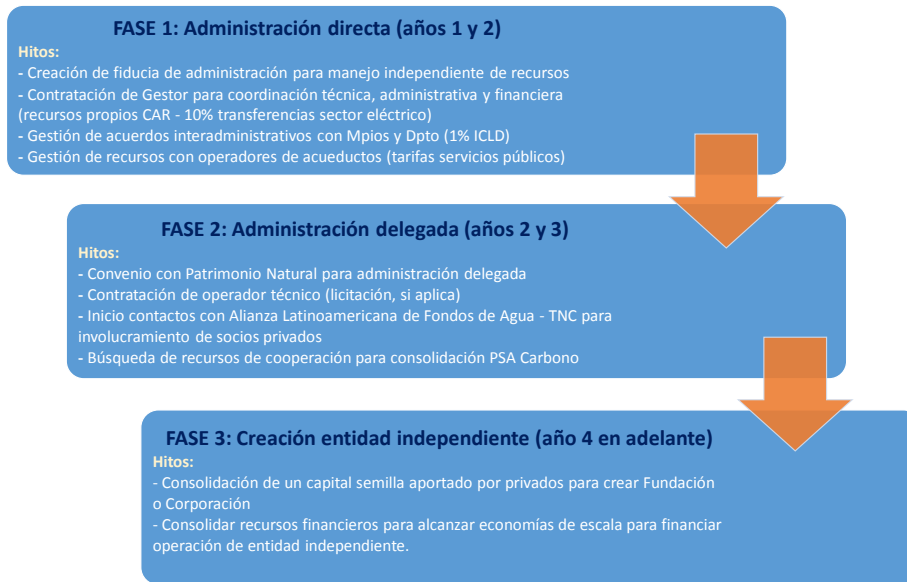 FASE 1: Administración directa (años 1 y 2)
Hitos:
- Creación de fiducia de administración para manejo independiente de recursos
- Contratación de Gestor para coordinación técnica, administrativa y financiera
(recursos propios CAR - 10% transferencias sector eléctrico)
- Gestión de acuerdos interadministrativos con Mpios y Dpto (1% ICLD)
- Gestión de recursos con operadores de acueductos (tarifas servicios públicos)
FASE 2: Administración delegada (años 2 y 3)
Hitos:
- Convenio con Patrimonio Natural para administración delegada
- Contratación de operador técnico (licitación, si aplica)
- Inicio contactos con Alianza Latinoamericana de Fondos de Agua - TNC para
involucramiento de socios privados
- Búsqueda de recursos de cooperación para consolidación PSA Carbono
FASE 3: Creación entidad independiente (año 4 en adelante)
Hitos:
- Consolidación de un capital semilla aportado por privados para crear Fundación
o Corporación
- Consolidar recursos financieros para alcanzar economías de escala para financiar
operación de entidad independiente.